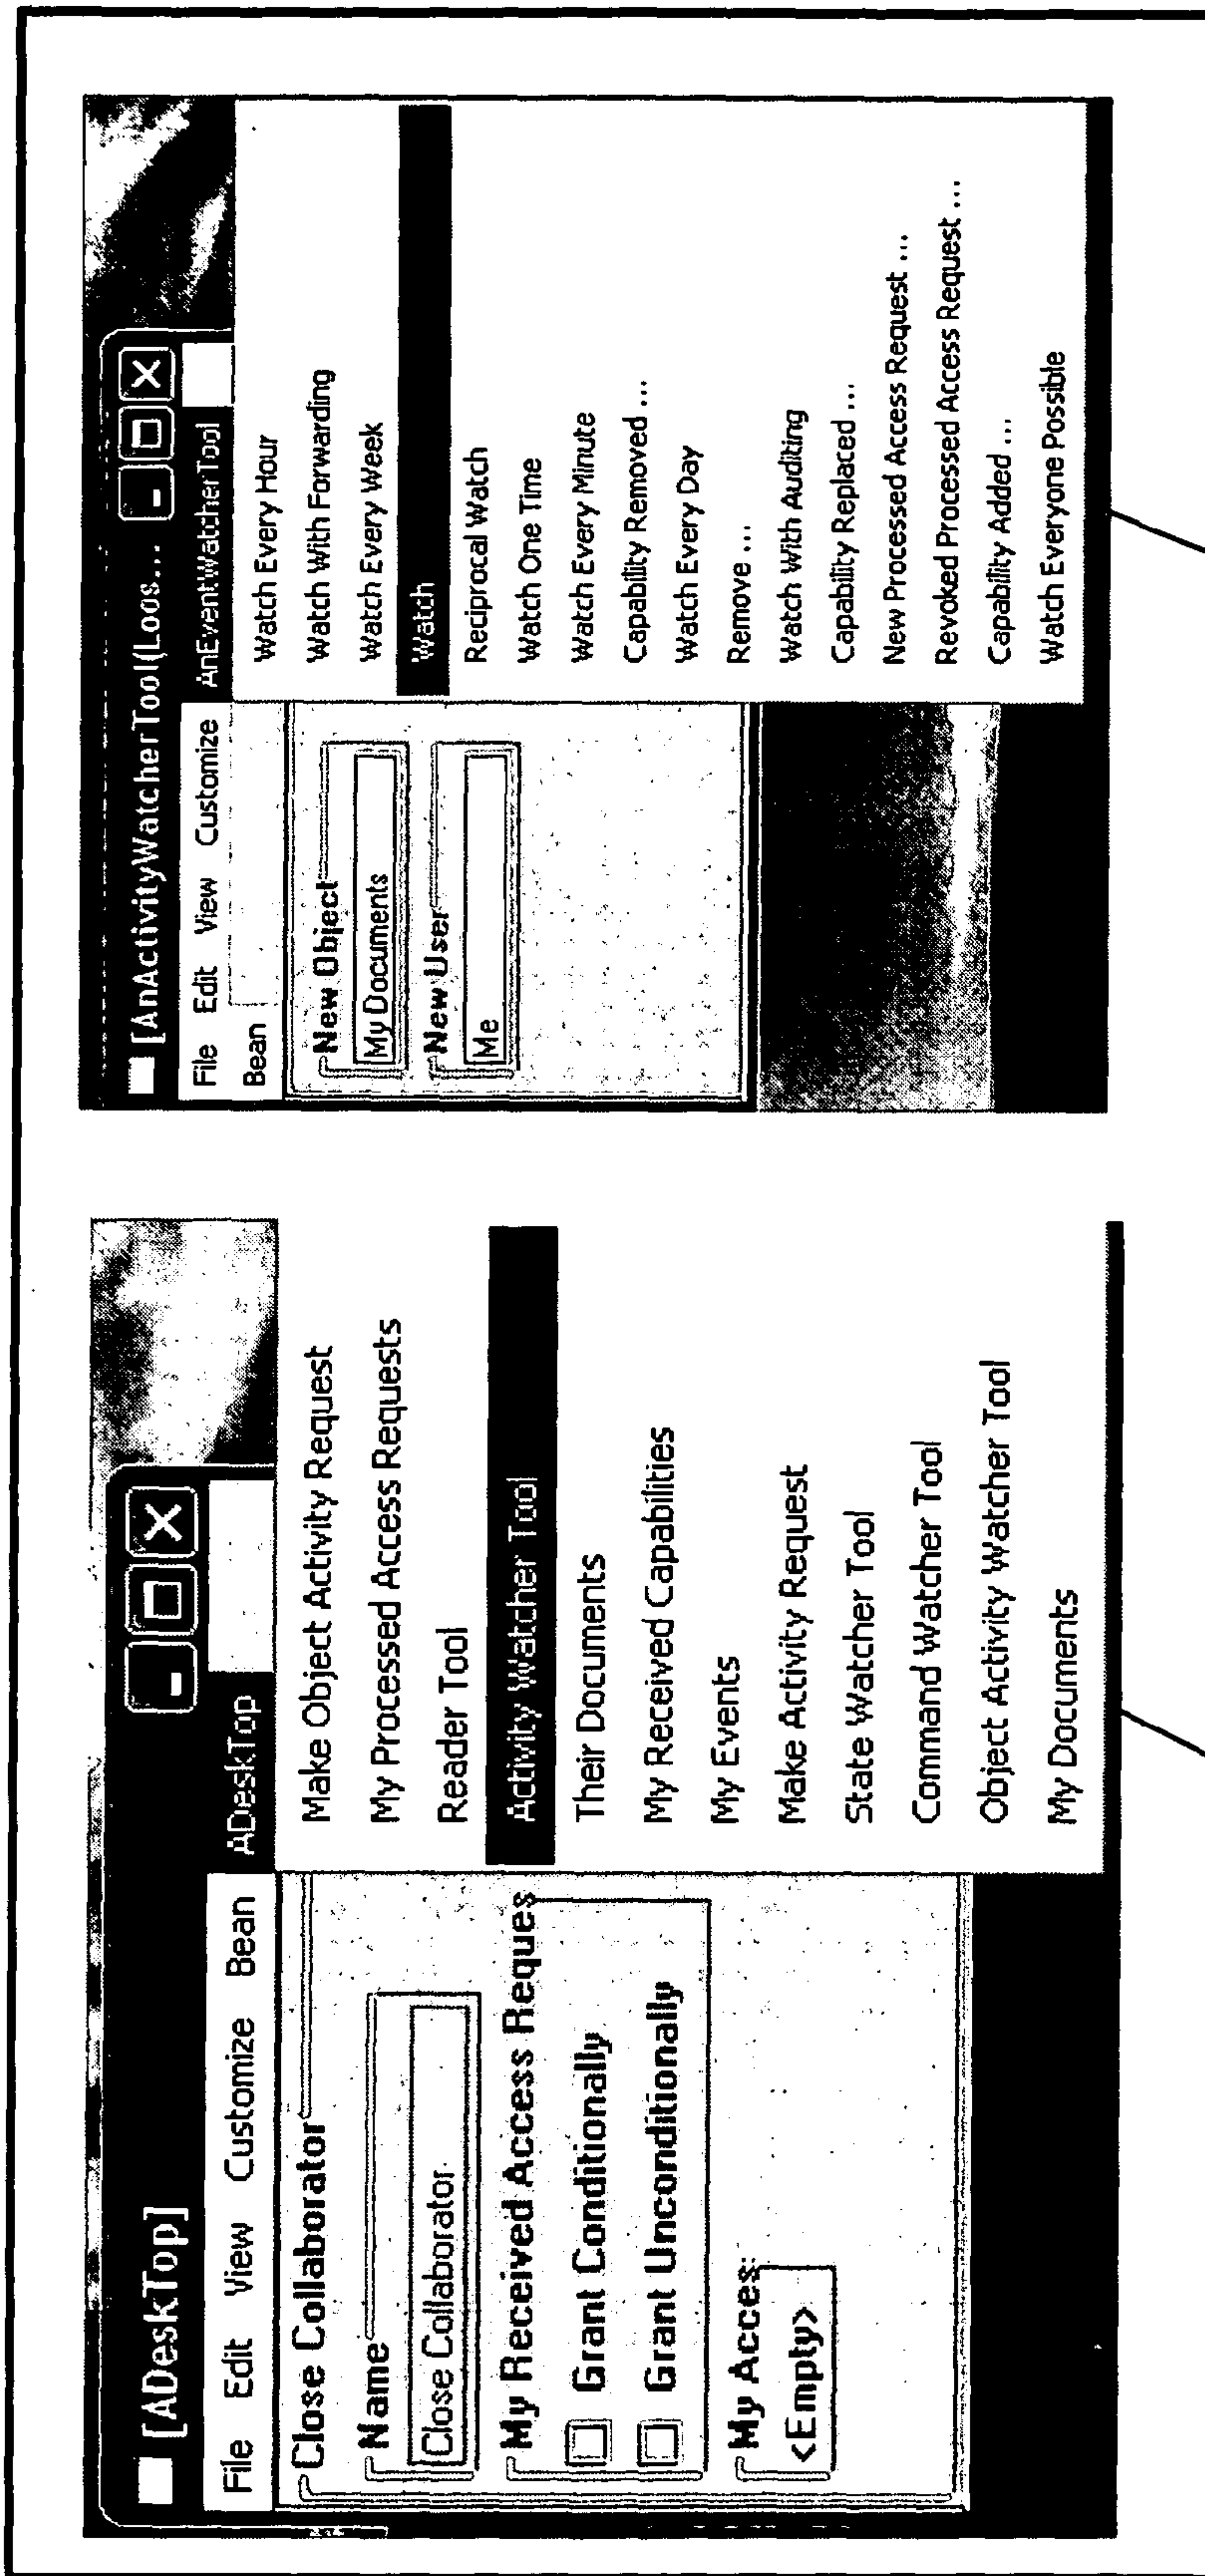 [ADeskTop]
File Edit View Customize Bean ADeskTop
Close Collaborator
Name
Close Collaborator
My Received Access Reques
Grant Conditionally
Grant Unconditionally
My Acces
<Empty>
Make Object Activity Request
My Processed Access Requests
Reader Tool
Activity Watcher Tool
Their Documents
My Received Capabilities
My Events
Make Activity Request
State Watcher Tool
Command Watcher Tool
Object Activity Watcher Tool
My Documents
[AnActivityWatcherTool(Loos...
File Edit View Customize AnEventWatcherTool
Bean
New Object
My Documents
New User
Me
Watch Every Hour
Watch With Forwarding
Watch Every Week
Watch
Reciprocal Watch
Watch One Time
Watch Every Minute
Capability Removed ...
Watch Every Day
Remove ...
Watch With Auditing
Capability Replaced ...
New Processed Access Request ...
Revoked Processed Access Request ...
Capability Added ...
Watch Everyone Possible